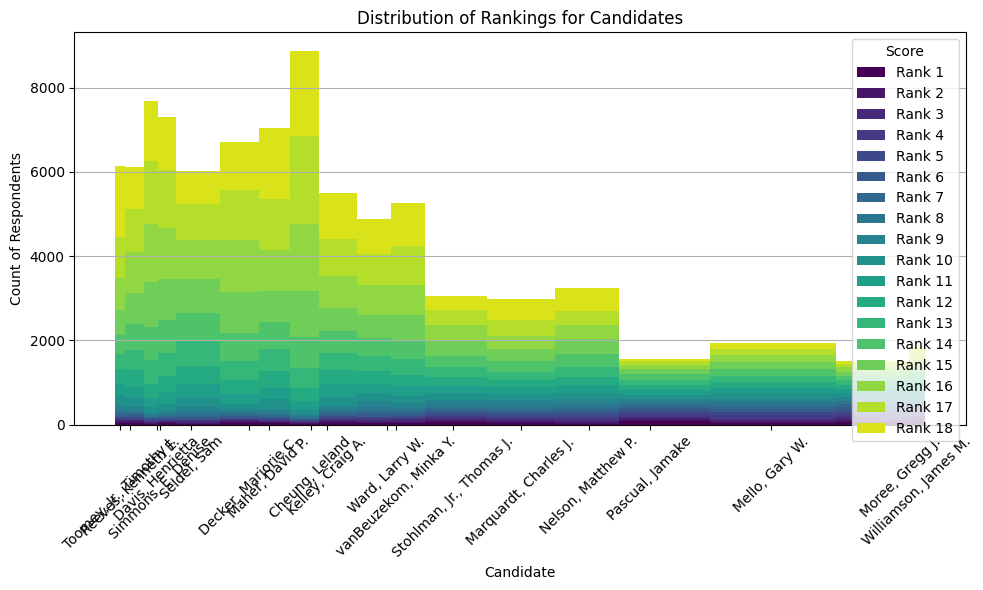 Distribution of Rankings for Candidates
Count of Respondents
8000
6000
4000
2000
0
Score
Rank 1
Rank 2
Rank 3
Rank 4
Rank 5
Rank 6
Rank 7
Rank 8
Rank 9
Rank 10
Rank 11
Rank 12
Rank 13
Rank 14
Rank 15
Rank 16
Rank 17
Rank 18
Davis, Henrietta
Simmons, E. Denise
Seidel, Sam
Decker, Marjorie C.
Maher, David P.
Cheung, Leland
Kelley, Craig A.
Ward, Larry W.
vanBeuzekom, Minka Y.
Stohlman, Jr., Thomas J.
Marquardt, Charles J.
Nelson, Matthew P.
Pascual, Jamake
Mello, Gary W.
Moree, Gregg J.
Williamson, James M.
Candidate